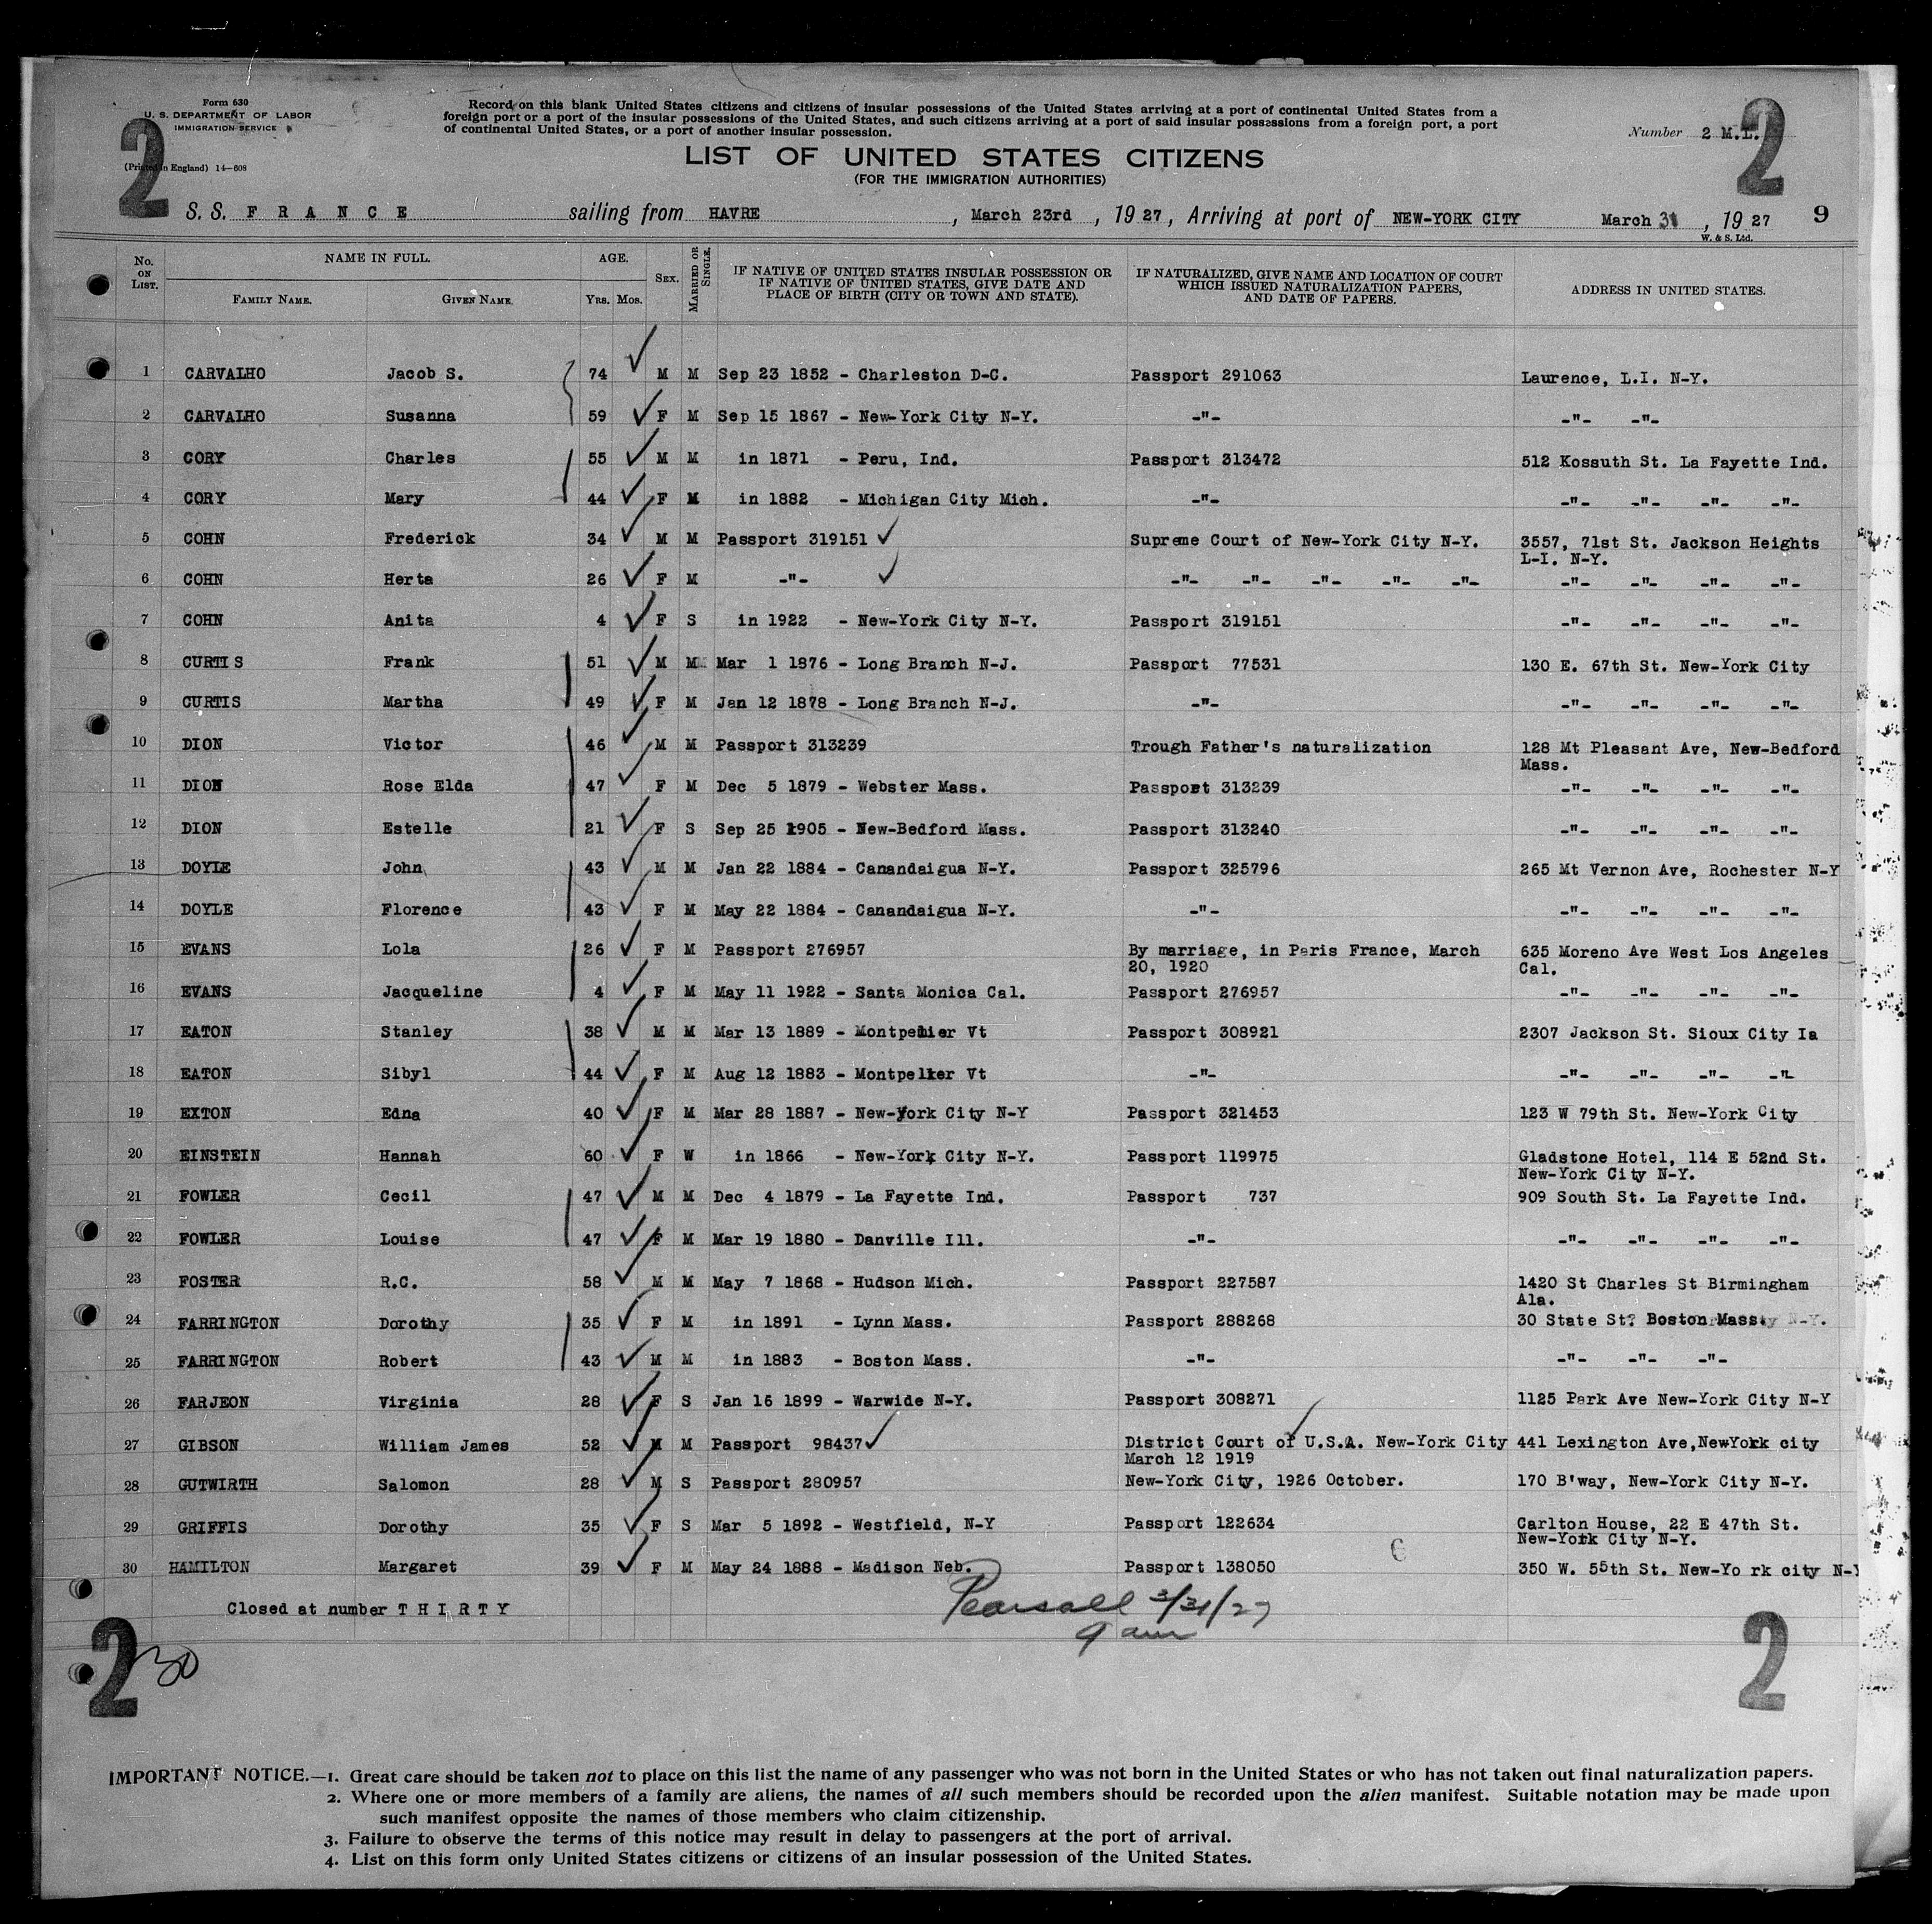 Form 630
U. S. DEPARTMENT OF LABOR
IMMIGRATION SERVICE
(Printed in England) 14—608
2
Record on this blank United States citizens and citizens of insular possessions of the United States arriving at a port of continental United States from a
foreign port or a port of the insular possessions of the United States, and such citizens arriving at a port of said insular possessions from a foreign port, a port
of continental United States, or a port of another insular possession.
Number 2 M.L.
2
LIST OF UNITED STATES CITIZENS
(FOR THE IMMIGRATION AUTHORITIES)
S. S. F R A N C E sailing from HAVRE, March 23rd, 19 27, Arriving at port of NEW-YORK CITY March 31, 19 27 9
W. & S. Ltd.
No. ON LIST. NAME IN FULL. FAMILY NAME. GIVEN NAME. AGE. YRS. MOS. SEX. MARRIED OR SINGLE. IF NATIVE OF UNITED STATES INSULAR POSSESSION OR IF NATIVE OF UNITED STATES, GIVE DATE AND PLACE OF BIRTH (CITY OR TOWN AND STATE). IF NATURALIZED, GIVE NAME AND LOCATION OF COURT WHICH ISSUED NATURALIZATION PAPERS, AND DATE OF PAPERS. ADDRESS IN UNITED STATES.
1 CARVALHO Jacob S. 74 M M Sep 23 1852 - Charleston D-C. Passport 291063 Laurence, L.I. N-Y.
2 CARVALHO Susanna 59 F M Sep 15 1867 - New-York City N-Y. -"- -"- -"-
3 CORY Charles 55 M M in 1871 - Peru, Ind. Passport 313472 512 Kossuth St. La Fayette Ind.
4 CORY Mary 44 F M in 1882 - Michigan City Mich. -"- -"- -"- -"- -"-
5 COHN Frederick 34 M M Passport 319151 Supreme Court of New-York City N-Y. 3557, 71st St. Jackson Heights
L-I. N-Y.
6 COHN Herta 26 F M -"- -"- -"- -"- -"- -"- -"- -"- -"- -"-
7 COHN Anita 4 F S in 1922 - New-York City N-Y. Passport 319151 -"- -"- -"- -"-
8 CURTIS Frank 51 M M Mar 1 1876 - Long Branch N-J. Passport 77531 130 E. 67th St. New-York City
9 CURTIS Martha 49 F M Jan 12 1878 - Long Branch N-J. -"- -"- -"- -"- -"-
10 DION Victor 46 M M Passport 313239 Trough Father's naturalization 128 Mt Pleasant Ave, New-Bedford
Mass.
11 DION Rose Elda 47 F M Dec 5 1879 - Webster Mass. Passport 313239 -"- -"- -"- -"-
12 DION Estelle 21 F S Sep 25 1905 - New-Bedford Mass. Passport 313240 -"- -"- -"- -"-
13 DOYLE John 43 M M Jan 22 1884 - Canandaigua N-Y. Passport 325796 265 Mt Vernon Ave, Rochester N-Y
14 DOYLE Florence 43 F M May 22 1884 - Canandaigua N-Y. -"- -"- -"- -"- -"-
15 EVANS Lola 26 F M Passport 276957 By marriage, in Paris France, March 635 Moreno Ave West Los Angeles
20, 1920 Cal.
16 EVANS Jacqueline 4 F M May 11 1922 - Santa Monica Cal. Passport 276957 -"- -"- -"- -"-
17 EATON Stanley 38 M M Mar 13 1889 - Montpelier Vt Passport 308921 2307 Jackson St. Sioux City Ia
18 EATON Sibyl 44 F M Aug 12 1883 - Montpelier Vt -"- -"- -"- -"- -"-
19 EXTON Edna 40 F M Mar 28 1887 - New-York City N-Y Passport 321453 123 W 79th St. New-York City
20 EINSTEIN Hannah 60 F W in 1866 - New-York City N-Y. Passport 119975 Gladstone Hotel, 114 E 52nd St.
New-York City N-Y.
21 FOWLER Cecil 47 M M Dec 4 1879 - La Fayette Ind. Passport 737 909 South St. La Fayette Ind.
22 FOWLER Louise 47 F M Mar 19 1880 - Danville Ill. -"- -"- -"- -"- -"-
23 FOSTER R.C. 58 M M May 7 1868 - Hudson Mich. Passport 227587 1420 St Charles St Birmingham
Ala.
24 FARRINGTON Dorothy 35 F M in 1891 - Lynn Mass. Passport 288268 30 State St? Boston Mass. N-Y.
25 FARRINGTON Robert 43 M M in 1883 - Boston Mass. -"- -"- -"- -"-
26 FARJEON Virginia 28 F S Jan 16 1899 - Warwide N-Y. Passport 308271 1125 Park Ave New-York City N-Y
27 GIBSON William James 52 M M Passport 98437 District Court of U.S.A. New-York City 441 Lexington Ave,NewYork city
March 12 1919
28 GUTWIRTH Salomon 28 M S Passport 280957 New-York City, 1926 October. 170 B'way, New-York City N-Y.
29 GRIFFIS Dorothy 35 F S Mar 5 1892 - Westfield, N-Y Passport 122634 Carlton House, 22 E 47th St.
New-York City N-Y.
30 HAMILTON Margaret 39 F M May 24 1888 - Madison Neb. Passport 138050 350 W. 55th St. New-Yo rk city N-Y
6
Closed at number T H I R T Y
Pearsall 3/31/27
9 am
2
30
2
IMPORTANT NOTICE.—1. Great care should be taken not to place on this list the name of any passenger who was not born in the United States or who has not taken out final naturalization papers.
2. Where one or more members of a family are aliens, the names of all such members should be recorded upon the alien manifest. Suitable notation may be made upon
such manifest opposite the names of those members who claim citizenship.
3. Failure to observe the terms of this notice may result in delay to passengers at the port of arrival.
4. List on this form only United States citizens or citizens of an insular possession of the United States.